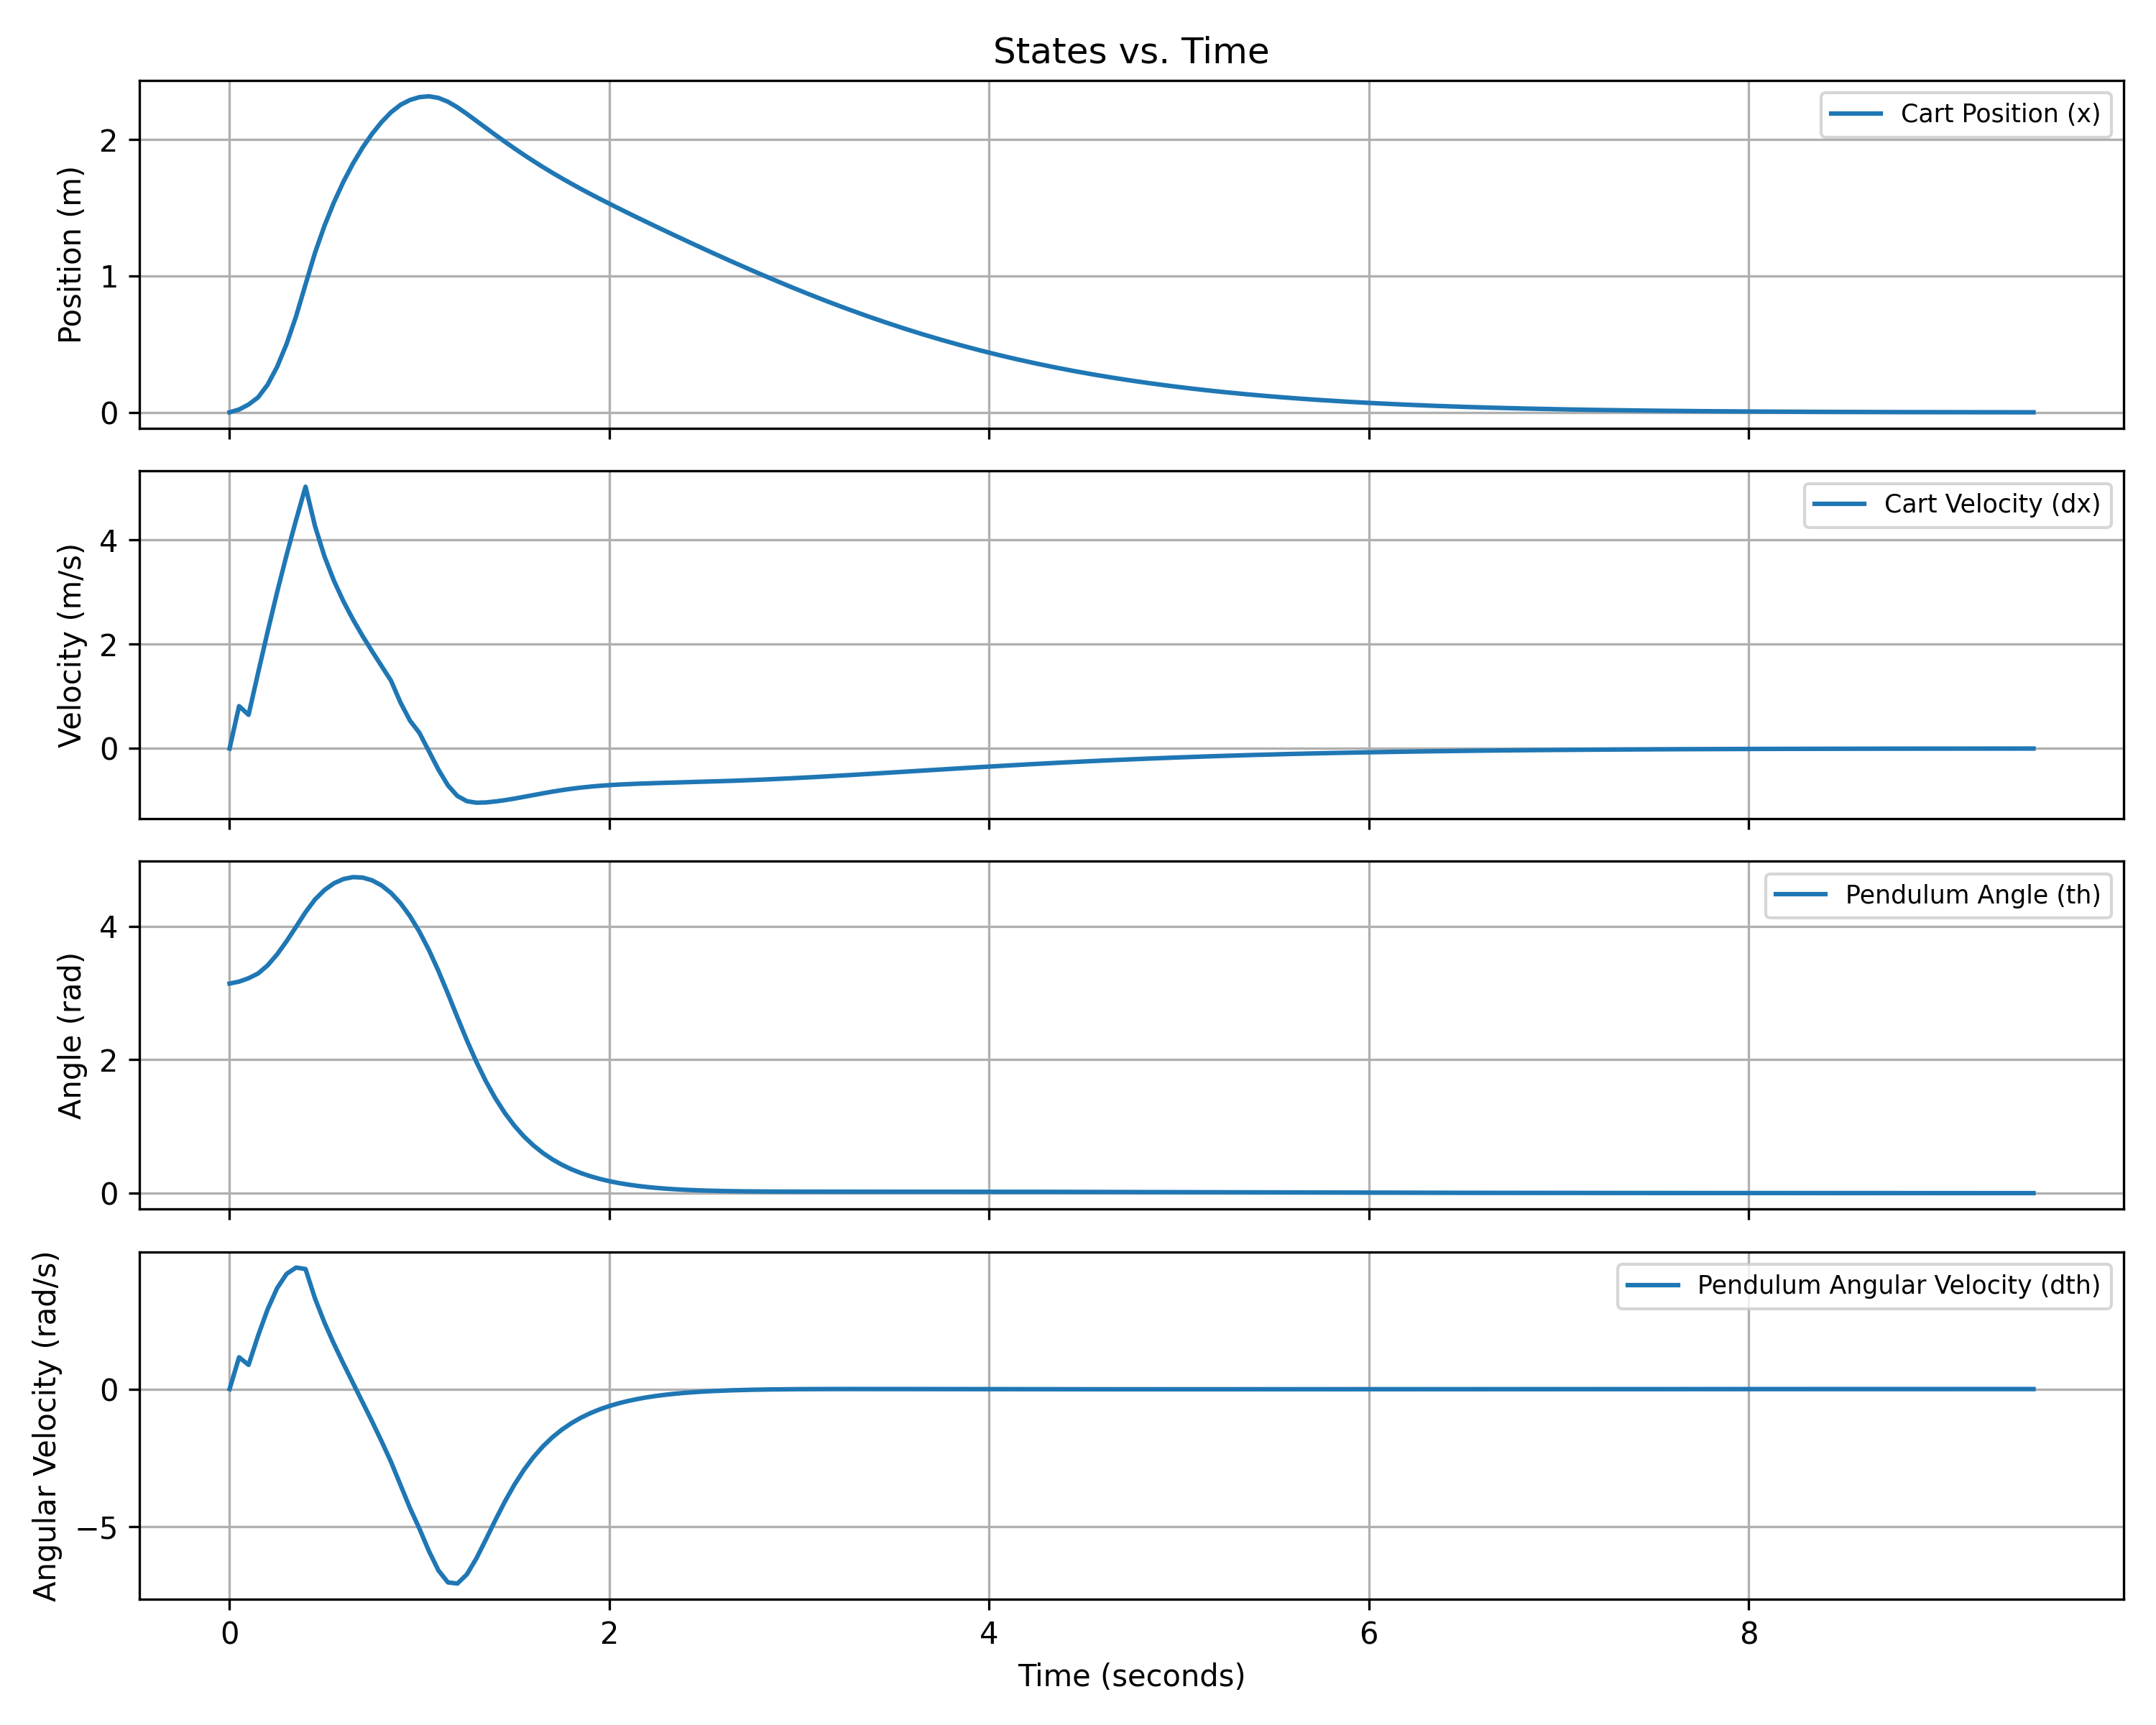 States vs. Time
Position (m)
2
1
0
Cart Position (x)
Velocity (m/s)
4
2
0
Cart Velocity (dx)
Angle (rad)
4
2
0
Pendulum Angle (th)
Angular Velocity (rad/s)
0
−5
Pendulum Angular Velocity (dth)
0 2 4 6 8
Time (seconds)